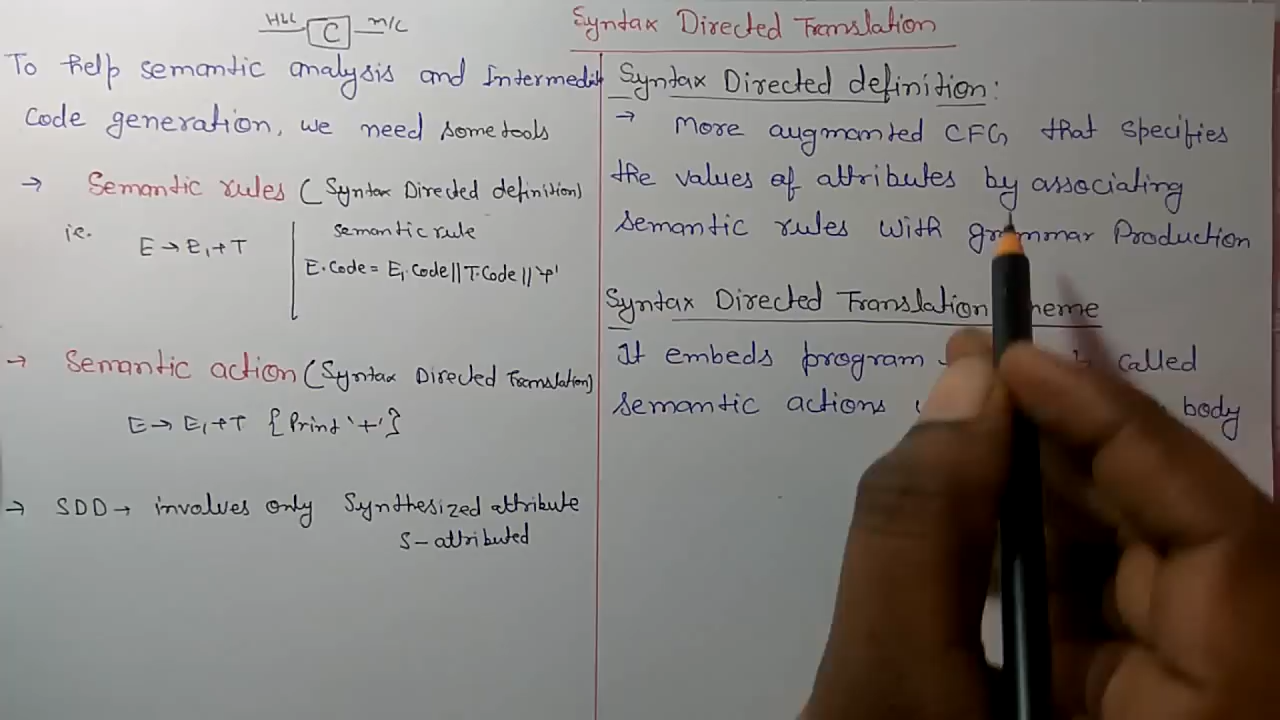 Syntax Directed Translation
HLL C m/C
To help semantic analysis and Intermedit
Code generation, we need some tools
→ Semantic rules (Syntax Directed definition)
i.e. E → E₁ + T
semantic rule
E.Code = E₁.Code || T.Code || '+'
→ Semantic action (Syntax Directed Translation)
E → E₁ + T {Print '+'}
→ SDD → involves only Synthesized attribute
S-attributed
Syntax Directed definition:
→ More augmanted CFG that specifies
the values of attributes by associating
semantic rules with grammar Production
Syntax Directed Translation
It embeds program called
semantic actions body